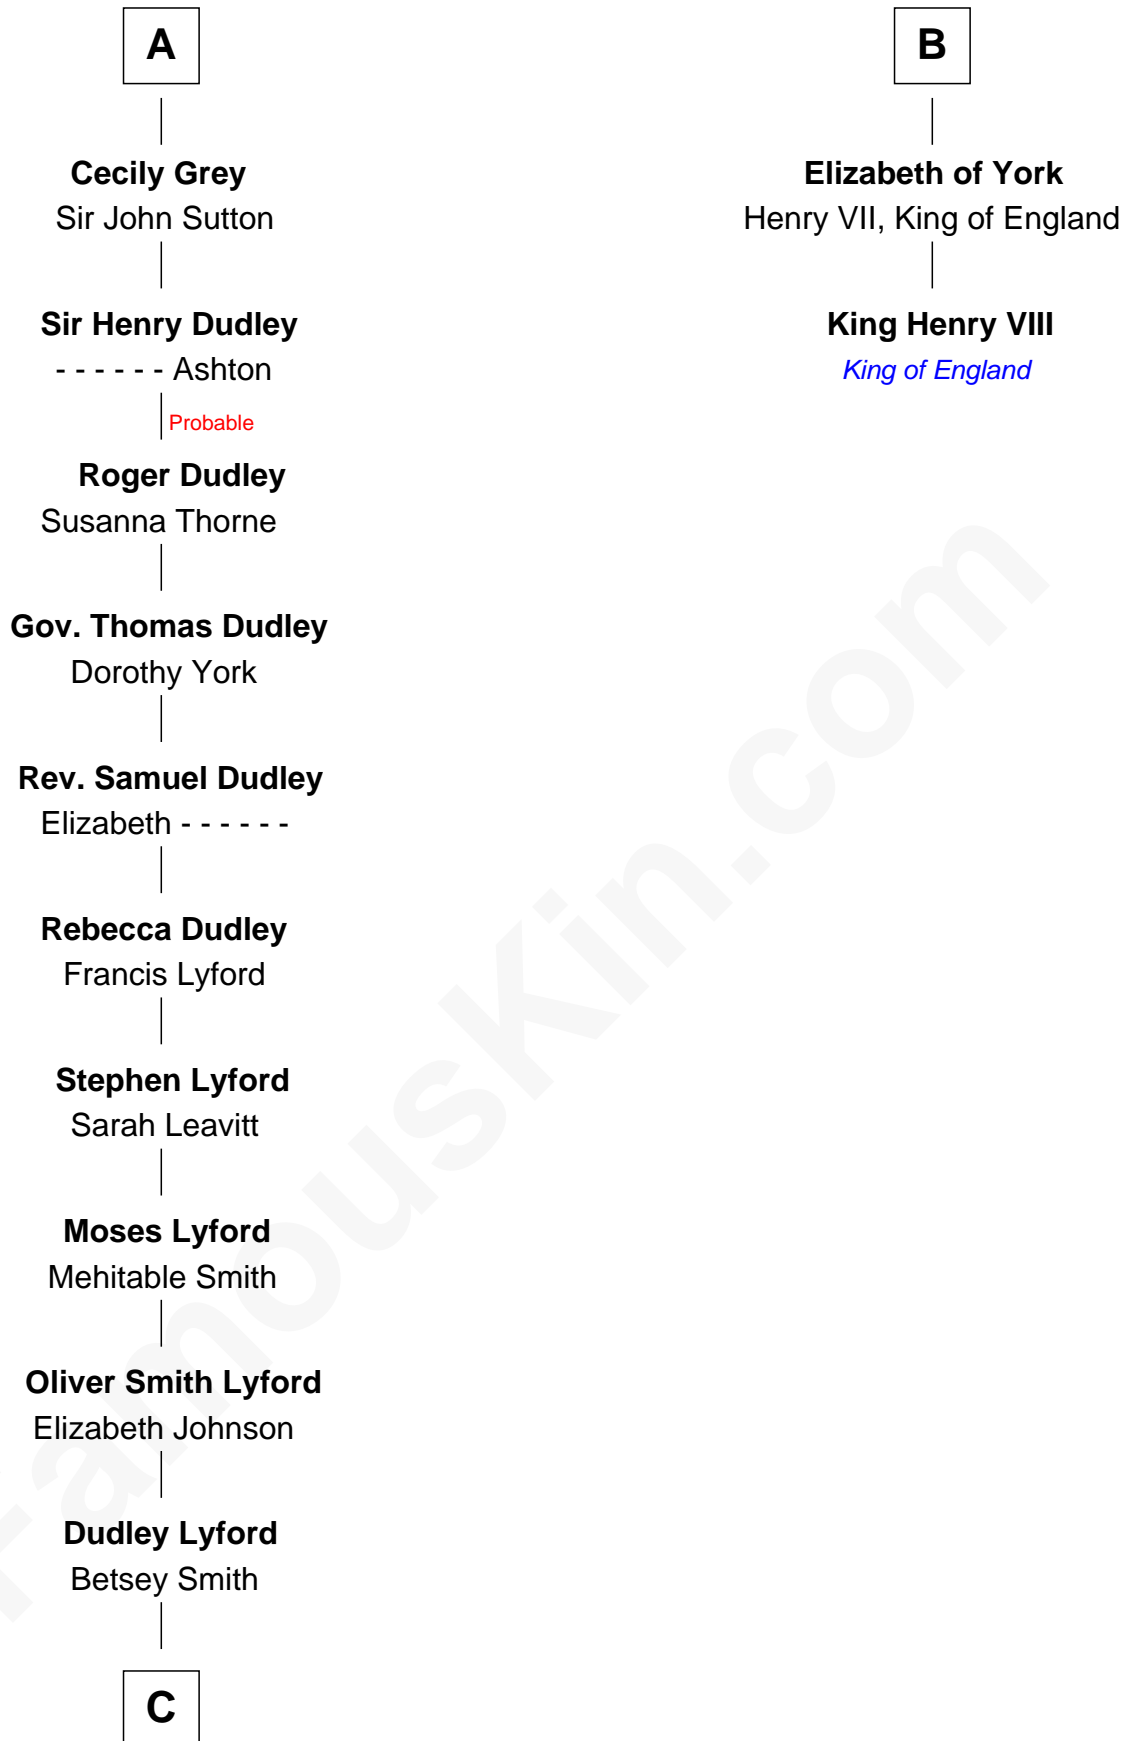 A
Cecily Grey
Sir John Sutton
Sir Henry Dudley
- - - - - - Ashton
Probable
Roger Dudley
Susanna Thorne
Gov. Thomas Dudley
Dorothy York
Rev. Samuel Dudley
Elizabeth - - - - - -
Rebecca Dudley
Francis Lyford
Stephen Lyford
Sarah Leavitt
Moses Lyford
Mehitable Smith
Oliver Smith Lyford
Elizabeth Johnson
Dudley Lyford
Betsey Smith
C
B
Elizabeth of York
Henry VII, King of England
King Henry VIII
King of England
FamousKin.com